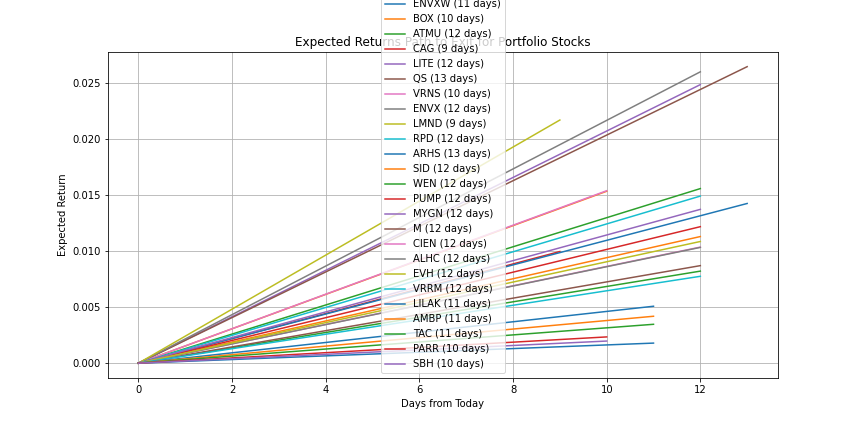 ENVXW (11 days)
BOX (10 days)
ATMU (12 days)
Expected Returns Path to Exit for Portfolio Stocks
CAG (9 days)
LITE (12 days)
QS (13 days)
VRNS (10 days)
ENVX (12 days)
LMND (9 days)
RPD (12 days)
ARHS (13 days)
SID (12 days)
WEN (12 days)
PUMP (12 days)
MYGN (12 days)
M (12 days)
CIEN (12 days)
ALHC (12 days)
EVH (12 days)
VRRM (12 days)
LILAK (11 days)
AMBP (11 days)
TAC (11 days)
PARR (10 days)
SBH (10 days)
0.025
0.020
0.015
0.010
0.005
0.000
Expected Return
0 2 4 6 8 10 12
Days from Today